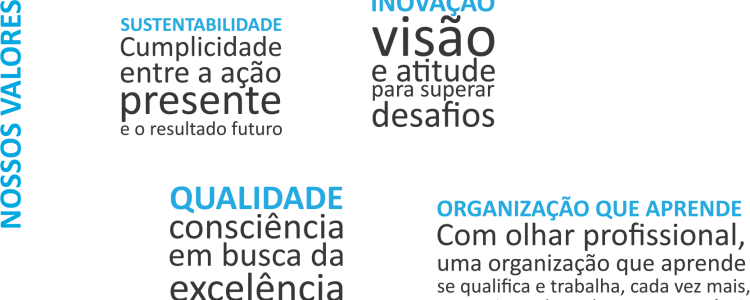 NOSSOS VALORES
SUSTENTABILIDADE
Cumplicidade
entre a ação
presente
e o resultado futuro
INOVAÇÃO
visão
e atitude
para superar
desafios
QUALIDADE
consciência
em busca da
excelência
ORGANIZAÇÃO QUE APRENDE
Com olhar profissional,
uma organização que aprende
se qualifica e trabalha, cada vez mais,